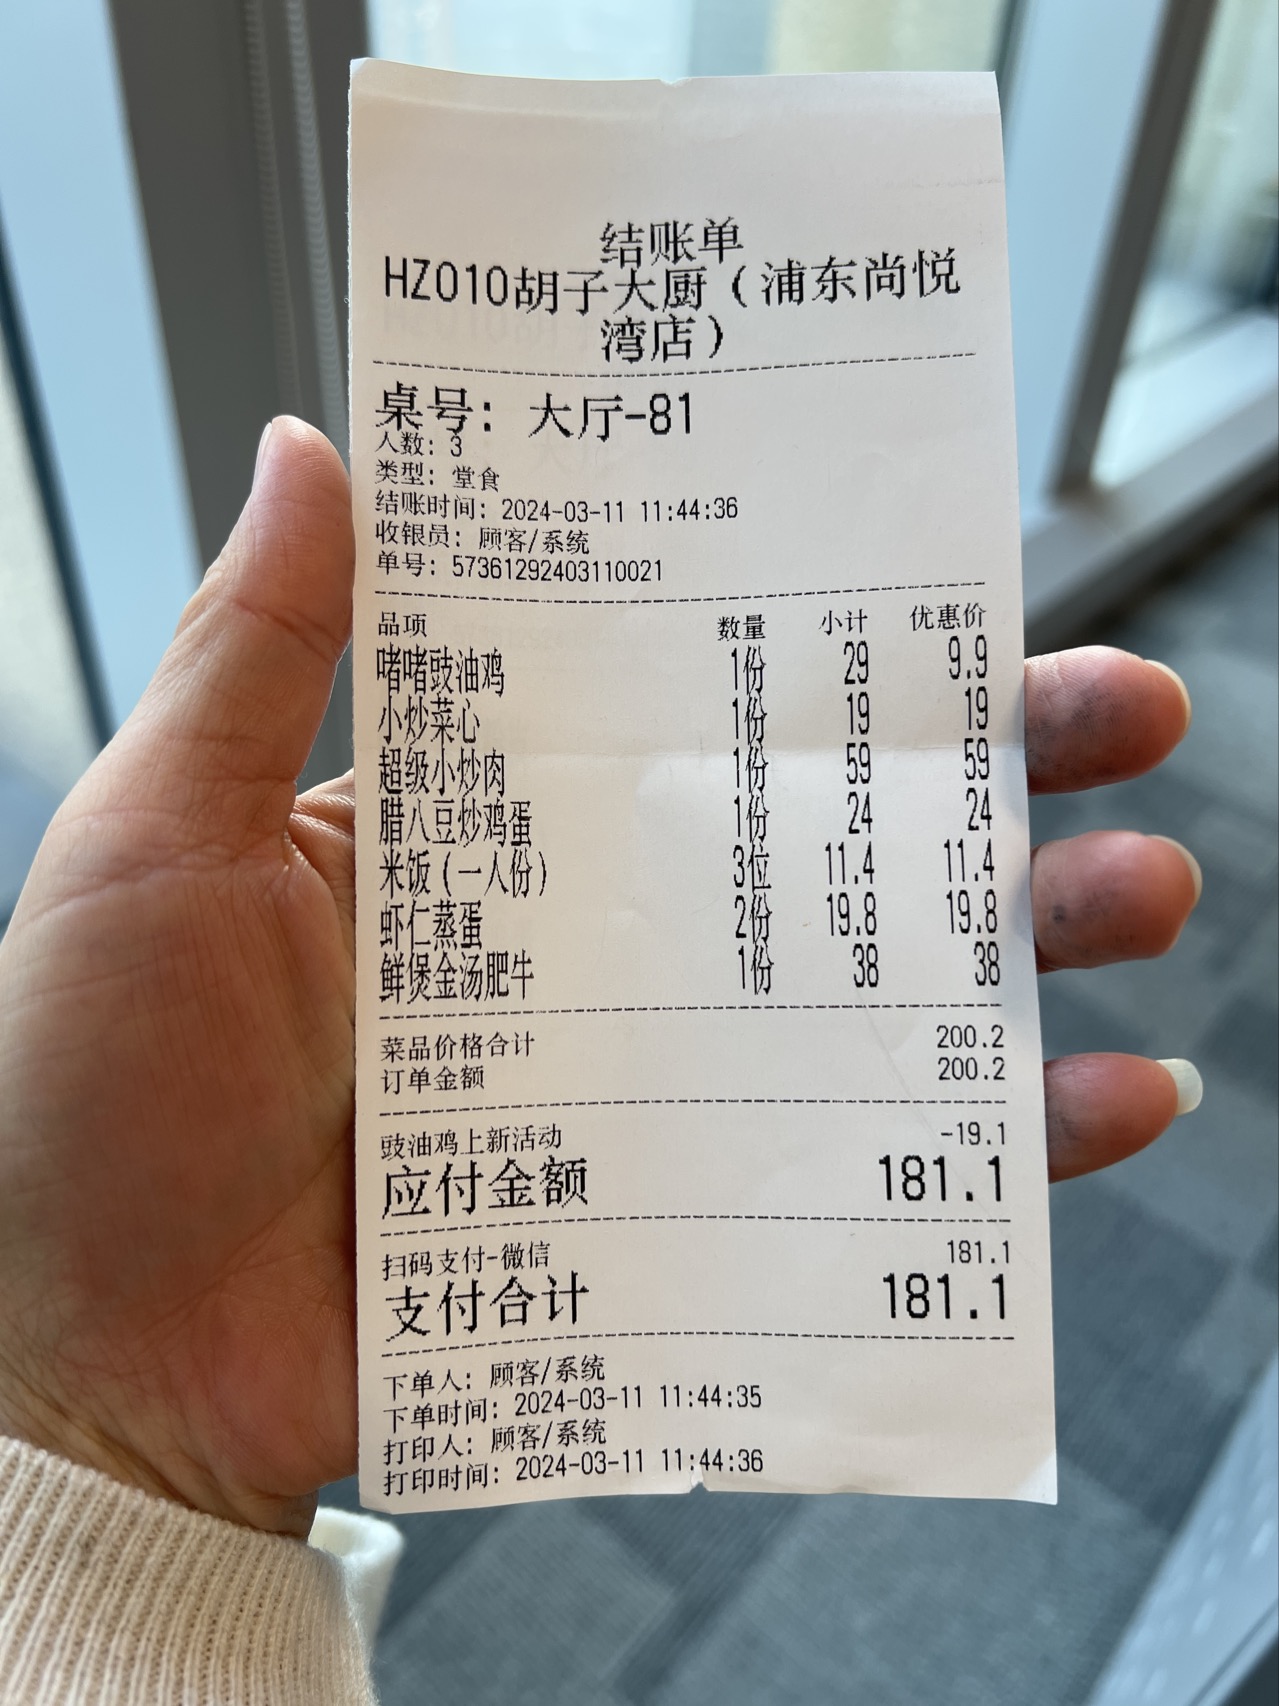 结账单
HZ010胡子大厨（浦东尚悦
湾店）
桌号：大厅-81
人数：3
类型：堂食
结账时间：2024-03-11 11:44:36
收银员：顾客/系统
单号：573612924031100​21
品项 数量 小计 优惠价
啫啫豉油鸡 1份 29 9.9
小炒菜心 1份 19 19
超级小炒肉 1份 59 59
腊八豆炒鸡蛋 1份 24 24
米饭（一人份） 3位 11.4 11.4
虾仁蒸蛋 2份 19.8 19.8
鲜煲金汤肥牛 1份 38 38
菜品价格合计 200.2
订单金额 200.2
豉油鸡上新活动 -19.1
应付金额 181.1
扫码支付-微信 181.1
支付合计 181.1
下单人：顾客/系统
下单时间：2024-03-11 11:44:35
打印人：顾客/系统
打印时间：2024-03-11 11:44:36